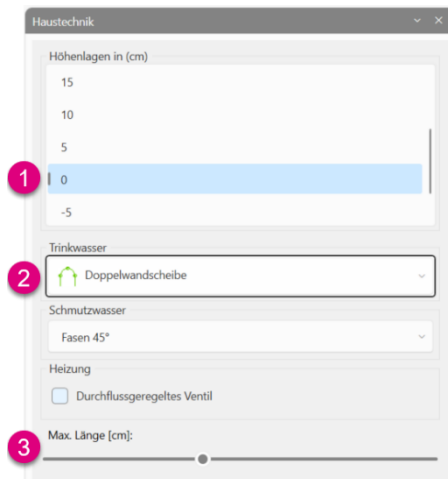 Haustechnik
Höhenlagen in (cm)
15
10
5
1
0
-5
Trinkwasser
2
Doppelwandscheibe
Schmutzwasser
Fasen 45°
Heizung
Durchflussgeregeltes Ventil
Max. Länge [cm]:
3